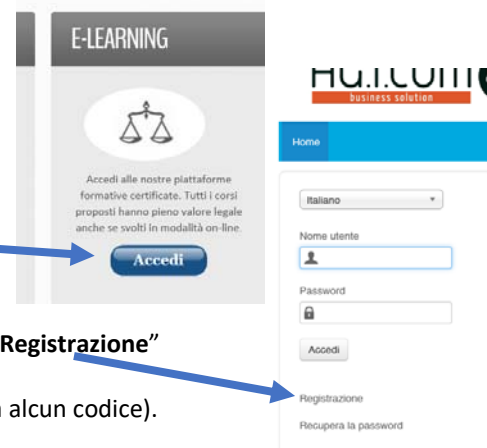 E-LEARNING
Accedi alle nostre piattaforme
formative certificate. Tutti i corsi
proposti hanno pieno valore legale
anche se svolti in modalità on-line.
Accedi
business solution
Home
Italiano
Nome utente
Password
Accedi
Registrazione
Recupera la password
Registrazione”
alcun codice).